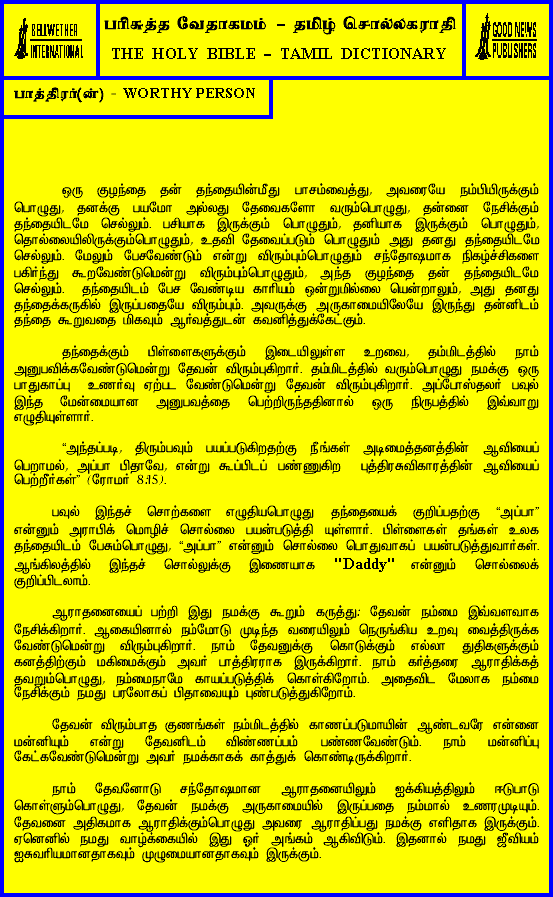 BELLWETHER
INTERNATIONAL
பரிசுத்த வேதாகமம் – தமிழ் சொல்லகராதி
THE HOLY BIBLE – TAMIL DICTIONARY
GOOD NEWS
PUBLISHERS
பாத்திரர்(ன்) - WORTHY PERSON
ஒரு குழந்தை தன் தந்தையின்மீது பாசம்வைத்து, அவரையே நம்பியிருக்கும்
பொழுது, தனக்கு பயமோ அல்லது தேவைகளோ வரும்பொழுது, தன்னை நேசிக்கும்
தந்தையிடமே செல்லும். பசியாக இருக்கும் பொழுதும், தனியாக இருக்கும் பொழுதும்,
தொல்லையிலிருக்கும்பொழுதும், உதவி தேவைப்படும் பொழுதும் அது தனது தந்தையிடமே
செல்லும். மேலும் பேசவேண்டும் என்று விரும்பும்பொழுதும் சந்தோஷமாக நிகழ்ச்சிகளை
பகிர்ந்து கூறவேண்டுமென்று விரும்பும்பொழுதும், அந்த குழந்தை தன் தந்தையிடமே
செல்லும். தந்தையிடம் பேச வேண்டிய காரியம் ஒன்றுமில்லை யென்றாலும், அது தனது
தந்தைக்கருகில் இருப்பதையே விரும்பும். அவருக்கு அருகாமையிலேயே இருந்து தன்னிடம்
தந்தை கூறுவதை மிகவும் ஆர்வத்துடன் கவனித்துக்கேட்கும்.
தந்தைக்கும் பிள்ளைகளுக்கும் இடையிலுள்ள உறவை, தம்மிடத்தில் நாம்
அனுபவிக்கவேண்டுமென்று தேவன் விரும்புகிறார். தம்மிடத்தில் வரும்பொழுது நமக்கு ஒரு
பாதுகாப்பு உணர்வு ஏற்பட வேண்டுமென்று தேவன் விரும்புகிறார். அப்போஸ்தலர் பவுல்
இந்த மேன்மையான அனுபவத்தை பெற்றிருந்ததினால் ஒரு நிருபத்தில் இவ்வாறு
எழுதியுள்ளார்.
“அந்தப்படி, திரும்பவும் பயப்படுகிறதற்கு நீங்கள் அடிமைத்தனத்தின் ஆவியைப்
பெறாமல், அப்பா பிதாவே, என்று கூப்பிடப் பண்ணுகிற புத்திரசுவிகாரத்தின் ஆவியைப்
பெற்றீர்கள்” (ரோமர் 8:15).
பவுல் இந்தச் சொற்களை எழுதியபொழுது தந்தையைக் குறிப்பதற்கு “அப்பா”
என்னும் அராபிக் மொழிச் சொல்லை பயன்படுத்தி யுள்ளார். பிள்ளைகள் தங்கள் உலக
தந்தையிடம் பேசும்பொழுது, “அப்பா” என்னும் சொல்லை பொதுவாகப் பயன்படுத்துவார்கள்.
ஆங்கிலத்தில் இந்தச் சொல்லுக்கு இணையாக "Daddy" என்னும் சொல்லைக்
குறிப்பிடலாம்.
ஆராதனையைப் பற்றி இது நமக்கு கூறும் கருத்து: தேவன் நம்மை இவ்வளவாக
நேசிக்கிறார். ஆகையினால் நம்மோடு முடிந்த வரையிலும் நெருங்கிய உறவு வைத்திருக்க
வேண்டுமென்று விரும்புகிறார். நாம் தேவனுக்கு கொடுக்கும் எல்லா துதிகளுக்கும்
கனத்திற்கும் மகிமைக்கும் அவர் பாத்திரராக இருக்கிறார். நாம் கர்த்தரை ஆராதிக்கத்
தவறும்பொழுது, நம்மைநாமே காயப்படுத்திக் கொள்கிறோம். அதைவிட மேலாக நம்மை
நேசிக்கும் நமது பரலோகப் பிதாவையும் புண்படுத்துகிறோம்.
தேவன் விரும்பாத குணங்கள் நம்மிடத்தில் காணப்படுமாயின் ஆண்டவரே என்னை
மன்னியும் என்று தேவனிடம் விண்ணப்பம் பண்ணவேண்டும். நாம் மன்னிப்பு
கேட்கவேண்டுமென்று அவர் நமக்காகக் காத்துக் கொண்டிருக்கிறார்.
நாம் தேவனோடு சந்தோஷமான ஆராதனையிலும் ஐக்கியத்திலும் ஈடுபாடு
கொள்ளும்பொழுது, தேவன் நமக்கு அருகாமையில் இருப்பதை நம்மால் உணரமுடியும்.
தேவனை அதிகமாக ஆராதிக்கும்பொழுது அவரை ஆராதிப்பது நமக்கு எளிதாக இருக்கும்.
ஏனெனில் நமது வாழ்க்கையில் இது ஓர் அங்கம் ஆகிவிடும். இதனால் நமது ஜீவியம்
ஐசுவரியமானதாகவும் முழுமையானதாகவும் இருக்கும்.